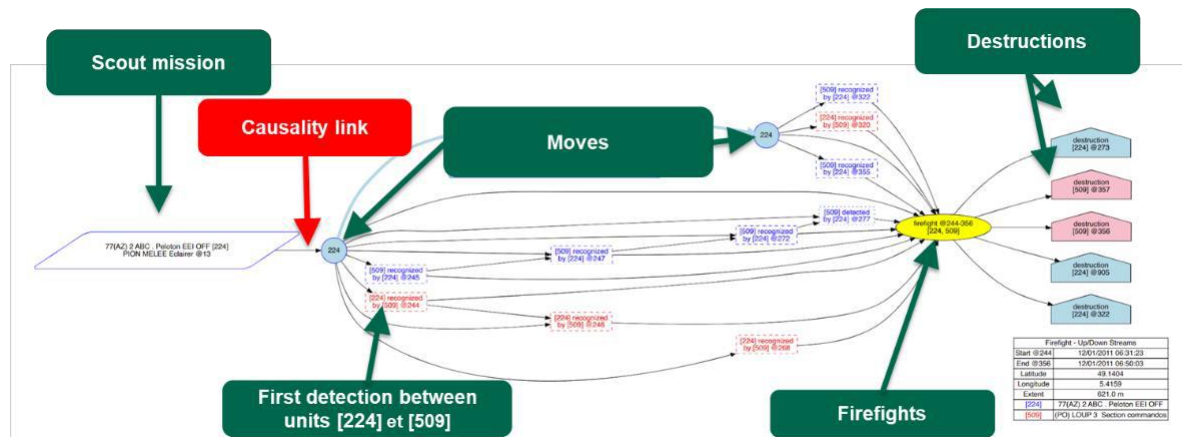 Scout mission
Destructions
Causality link
Moves
[509] recognized
by [224] @322
[224] recognized
by [509] @320
224
[509] recognized
by [224] @355
destruction
[224] @273
destruction
[509] @357
destruction
[509] @356
destruction
[224] @905
destruction
[224] @322
77(AZ) 2 ABC . Peloton EEI OFF [224]
PION MELEE Eclairer @13
224
[509] detected
by [224] @277
[509] recognized
by [224] @272
[509] recognized
by [224] @247
[509] recognized
by [224] @245
[224] recognized
by [509] @244
[224] recognized
by [509] @246
[224] recognized
by [509] @268
firefight @244-356
[224, 509]
First detection between
units [224] et [509]
Firefights
Firefight - Up/Down Streams
Start @244 12/01/2011 06:31:23
End @356 12/01/2011 06:50:03
Latitude 49.1404
Longitude 5.4159
Extent 621.0 m
[224] 77(AZ) 2 ABC . Peloton EEI OFF
[509] (PO) LOUP 3 Section commandos